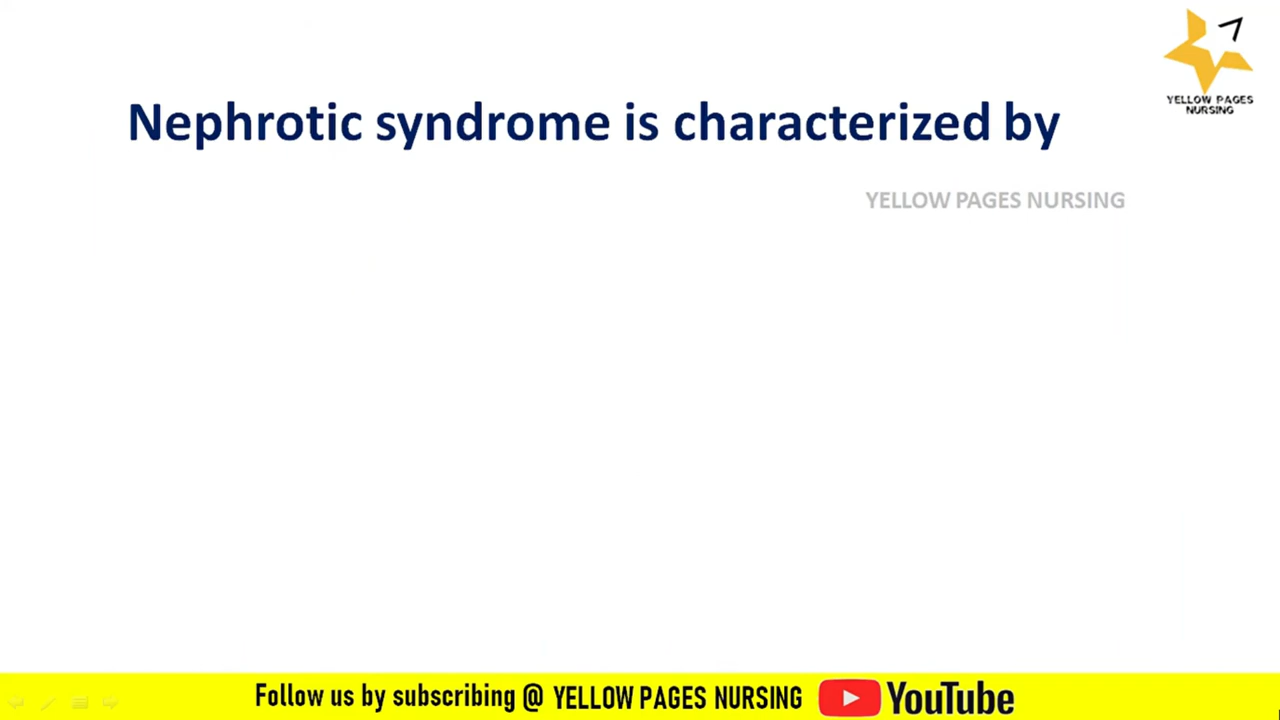 YELLOW PAGES
NURSING
Nephrotic syndrome is characterized by
YELLOW PAGES NURSING
Follow us by subscribing @ YELLOW PAGES NURSING YouTube